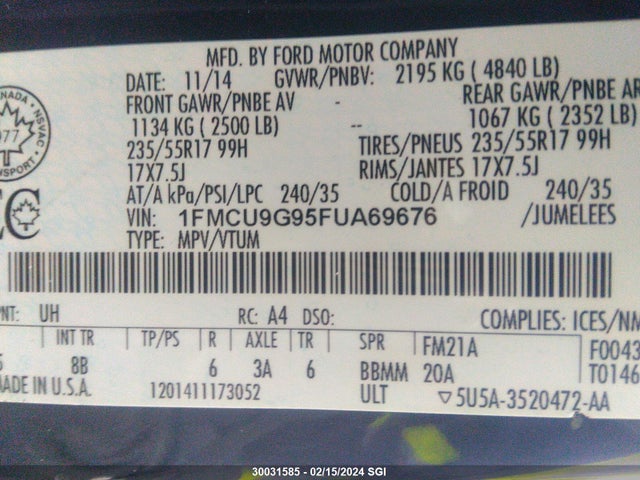 MFD. BY FORD MOTOR COMPANY
DATE: 11/14 GVWR/PNBV: 2195 KG ( 4840 LB)
FRONT GAWR/PNBE AV - REAR GAWR/PNBE AR
1134 KG ( 2500 LB) -- 1067 KG ( 2352 LB)
235/55R17 99H TIRES/PNEUS 235/55R17 99H
17X7.5J RIMS/JANTES 17X7.5J
AT/A kPa/PSI/LPC 240/35 COLD/A FROID 240/35
VIN: 1FMCU9G95FUA69676 /JUMELEES
TYPE: MPV/VTUM
PNT: UH RC: A4 DSO: COMPLIES: ICES/NM
INT TR TP/PS R AXLE TR SPR FM21A F0043
8B 6 3A 6 BBMM 20A T0146
MADE IN U.S.A. 1201411173052 ULT ▽5U5A-3520472-AA
30031585 - 02/15/2024 SGI